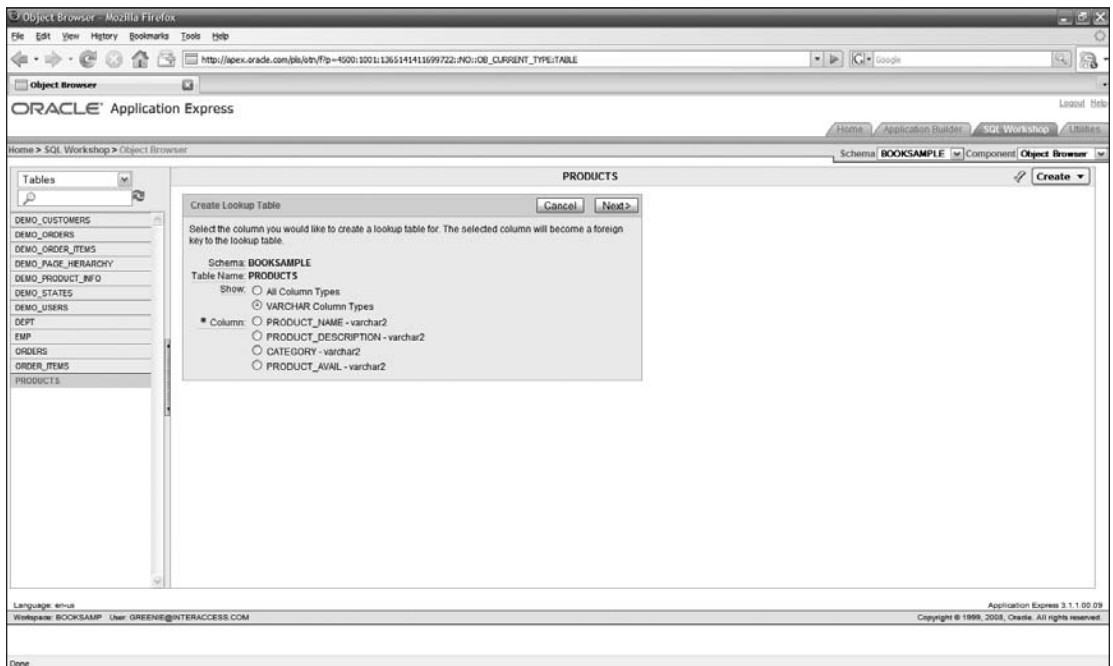 Object Browser - Mozilla Firefox
File Edit View History Bookmarks Tools Help
http://apex.oracle.com/pls/otn/f?p=4500:1001:1365141411699722::NO::OB_CURRENT_TYPE:TABLE
Google
Object Browser
ORACLE Application Express
Logout Help
Home Application Builder SQL Workshop Utilities
Home > SQL Workshop > Object Browser
Schema BOOKSAMPLE Component Object Browser
Tables
PRODUCTS
Create
Create Lookup Table
Cancel Next>
Select the column you would like to create a lookup table for. The selected column will become a foreign
key to the lookup table.
Schema: BOOKSAMPLE
Table Name: PRODUCTS
Show: All Column Types
VARCHAR Column Types
* Column: PRODUCT_NAME - varchar2
PRODUCT_DESCRIPTION - varchar2
CATEGORY - varchar2
PRODUCT_AVAIL - varchar2
DEMO_CUSTOMERS
DEMO_ORDERS
DEMO_ORDER_ITEMS
DEMO_PAGE_HIERARCHY
DEMO_PRODUCT_INFO
DEMO_STATES
DEMO_USERS
DEPT
EMP
ORDERS
ORDER_ITEMS
PRODUCTS
Language: en-us
Application Express 3.1.1.00.09
Workspace: BOOKSAMP User: GREENIE@INTERACCESS.COM
Copyright © 1999, 2008, Oracle. All rights reserved.
Done